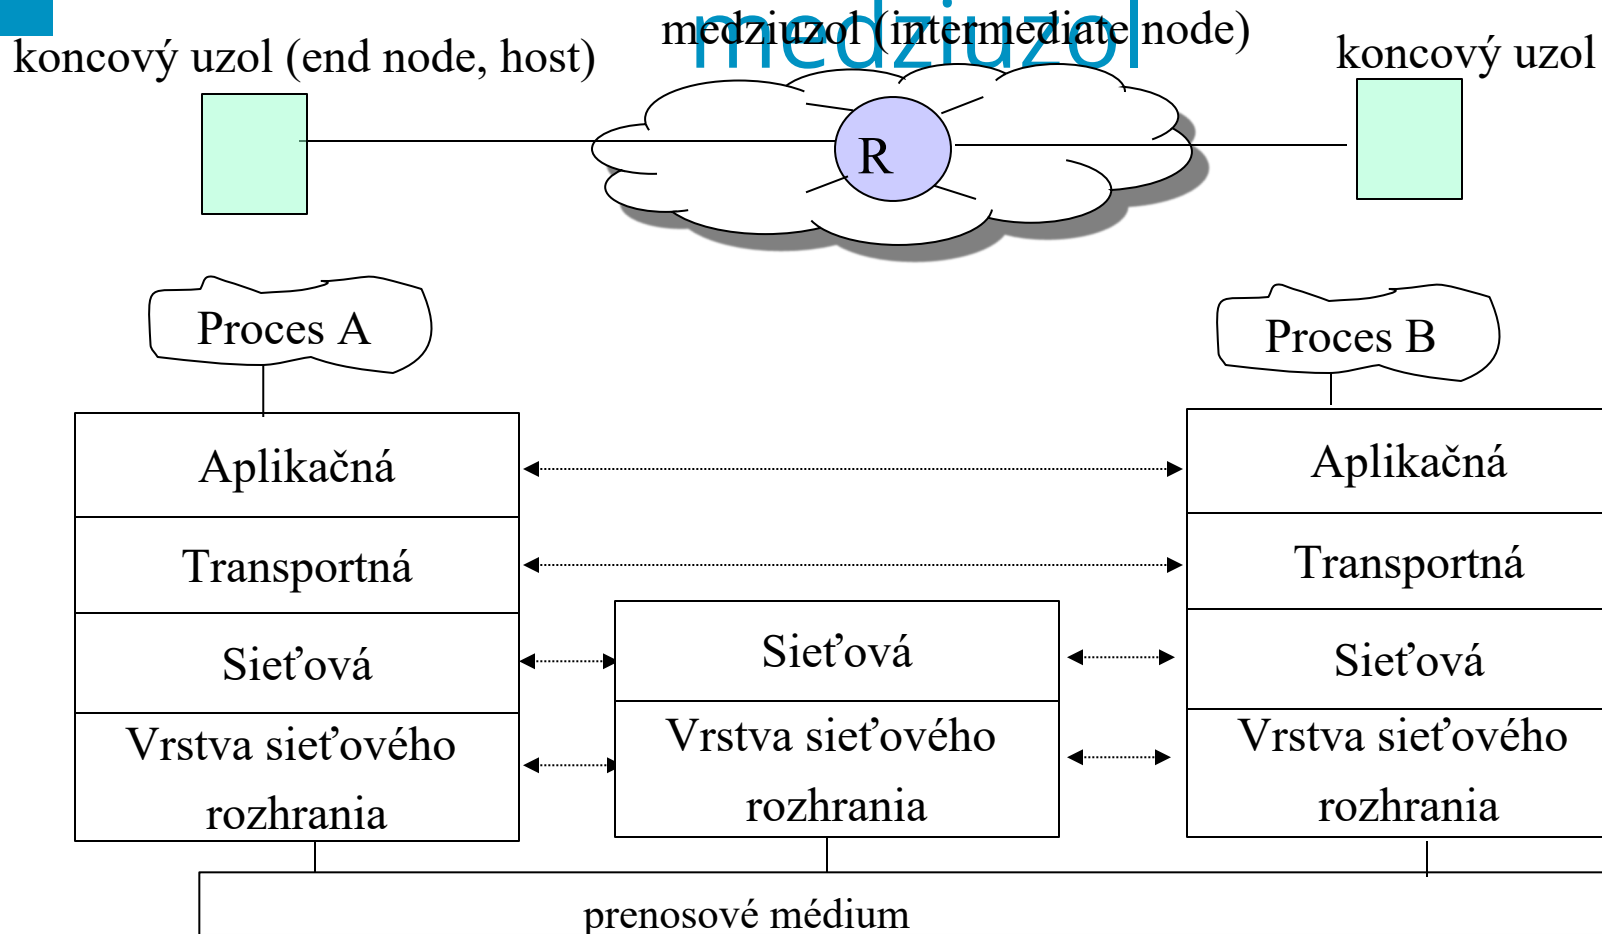 medziuzol
medziuzol (intermediate node)
koncový uzol (end node, host)
koncový uzol
R
Proces A
Proces B
Aplikačná
Aplikačná
Transportná
Transportná
Sieťová
Sieťová
Sieťová
Vrstva sieťového
rozhrania
Vrstva sieťového
rozhrania
Vrstva sieťového
rozhrania
prenosové médium